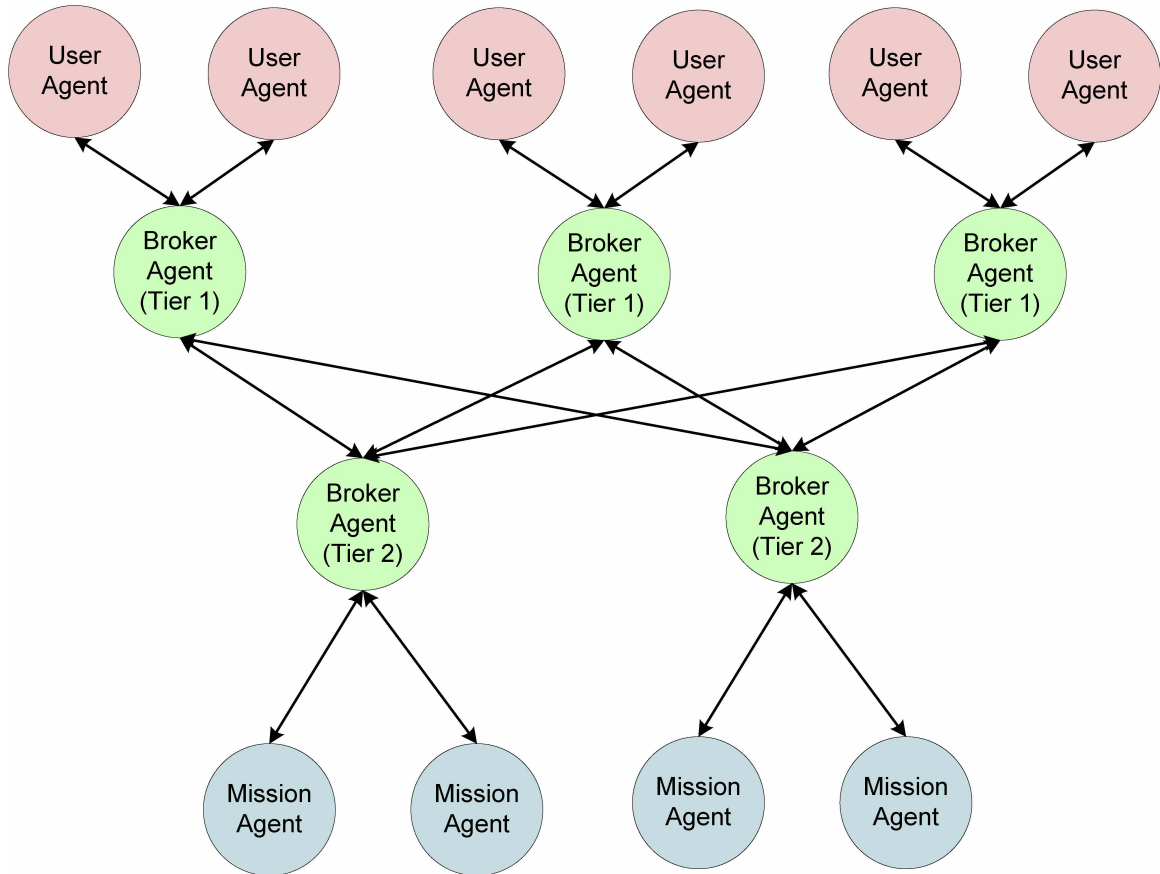 User
Agent
User
Agent
User
Agent
User
Agent
User
Agent
User
Agent
Broker
Agent
(Tier 1)
Broker
Agent
(Tier 1)
Broker
Agent
(Tier 1)
Broker
Agent
(Tier 2)
Broker
Agent
(Tier 2)
Mission
Agent
Mission
Agent
Mission
Agent
Mission
Agent